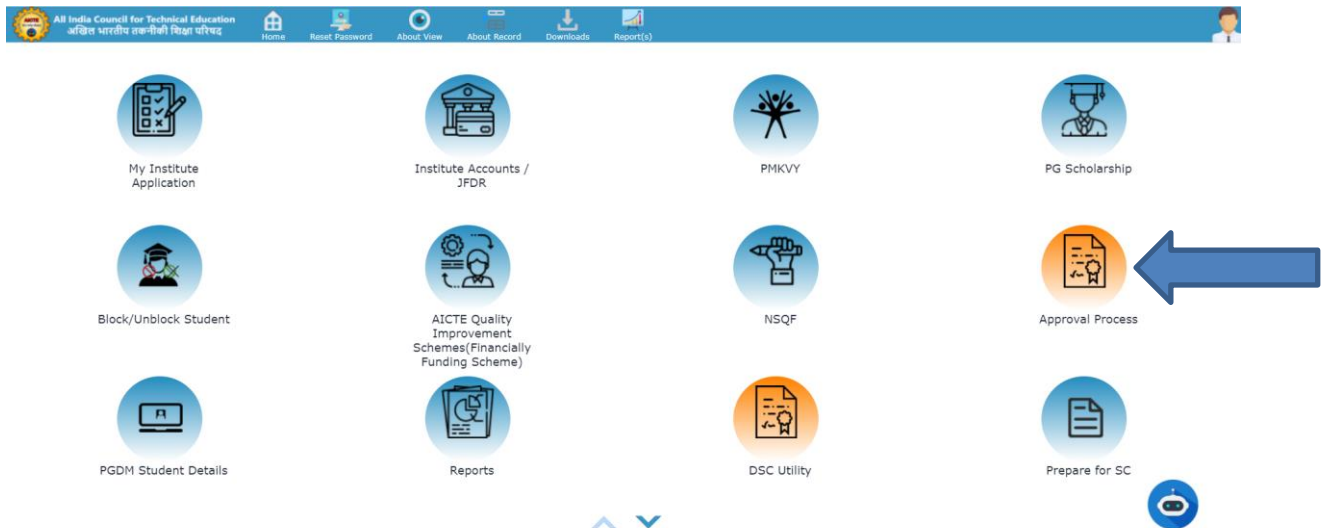 All India Council for Technical Education
अखिल भारतीय तकनीकी शिक्षा परिषद
Home
Reset Password
About View
About Record
Downloads
Report(s)
My Institute
Application
Institute Accounts /
JFDR
PMKVY
PG Scholarship
Block/Unblock Student
AICTE Quality
Improvement
Schemes(Financially
Funding Scheme)
NSQF
Approval Process
PGDM Student Details
Reports
DSC Utility
Prepare for SC